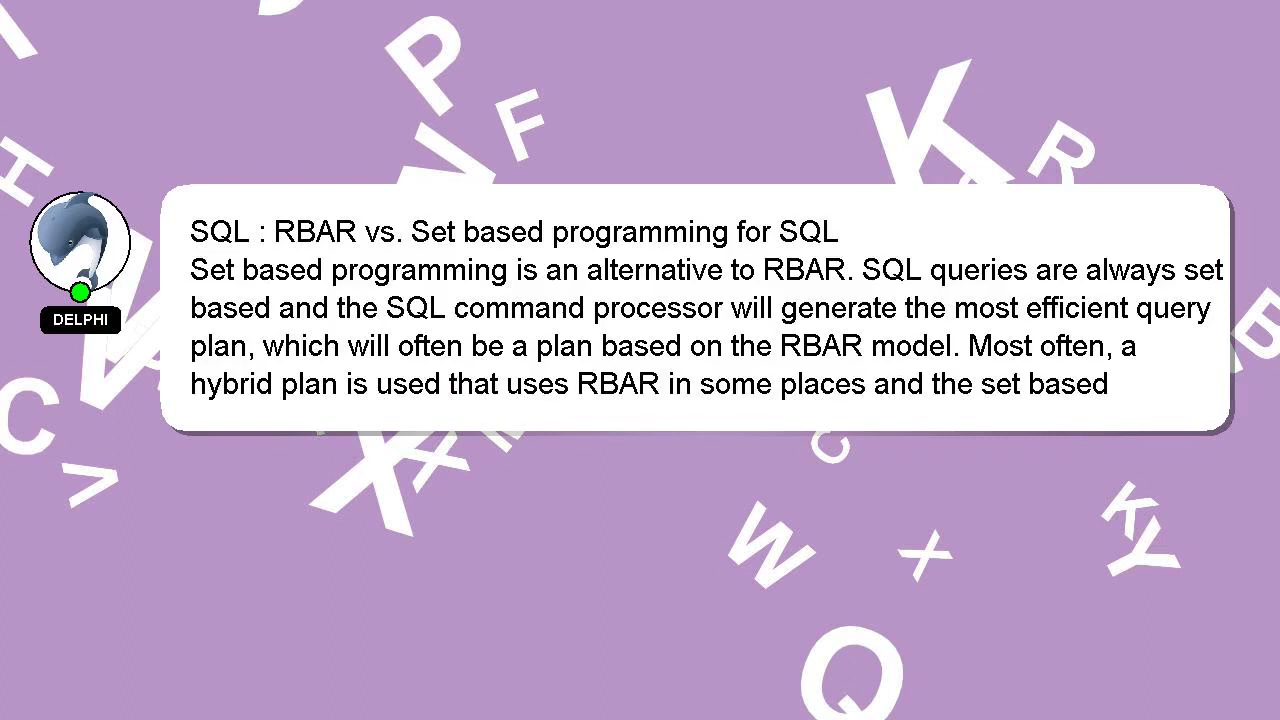 SQL : RBAR vs. Set based programming for SQL
Set based programming is an alternative to RBAR. SQL queries are always set
based and the SQL command processor will generate the most efficient query
plan, which will often be a plan based on the RBAR model. Most often, a
hybrid plan is used that uses RBAR in some places and the set based
DELPHI
P
F
N
K
R
H
B
C
V
X
X
C
W
X
K
Y
Q